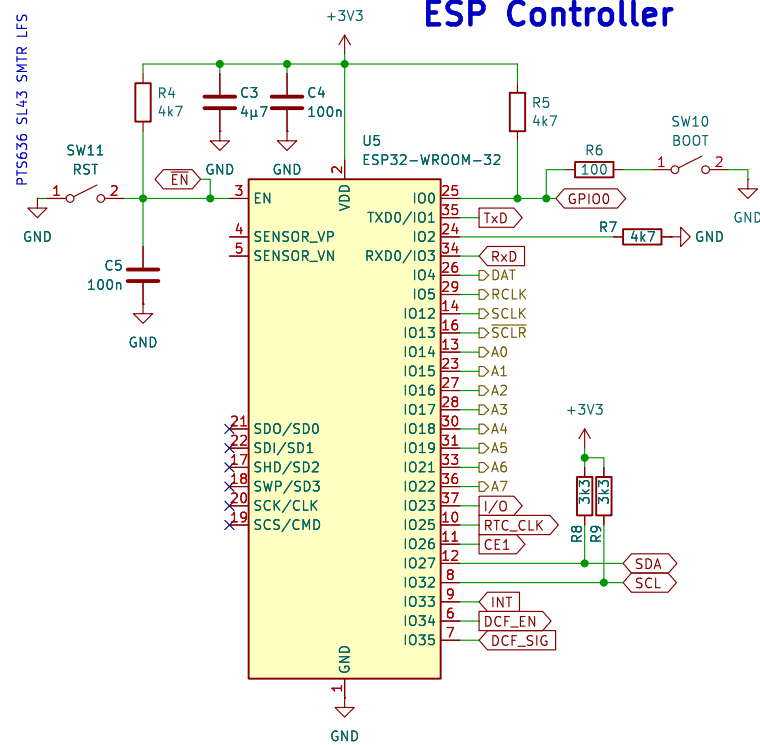 ESP Controller
PTS636 SL43 SMTR LFS
+3V3
R4
4k7
C3
4µ7
C4
100n
R5
4k7
GND
GND
SW11
RST
1
2
GND
EN
C5
100n
GND
U5
ESP32-WROOM-32
2
VDD
3 EN
4 SENSOR_VP
5 SENSOR_VN
21 SDO/SD0
22 SDI/SD1
17 SHD/SD2
18 SWP/SD3
20 SCK/CLK
19 SCS/CMD
IO0 25 GPIO0
TXD0/IO1 35 TxD
IO2 24
RXD0/IO3 34 RxD
IO4 26 DAT
IO5 29 RCLK
IO12 14 SCLK
IO13 16 SCLR
IO14 13 A0
IO15 23 A1
IO16 27 A2
IO17 28 A3
IO18 30 A4
IO19 31 A5
IO21 33 A6
IO22 36 A7
IO23 37 I/O
IO25 10 RTC_CLK
IO26 11 CE1
IO27 12 SDA
IO32 8 SCL
IO33 9 INT
IO34 6 DCF_EN
IO35 7 DCF_SIG
GND
1
GND
R6
100
SW10
BOOT
1
2
GND
R7
4k7
GND
+3V3
3k3
3k3
R8
R9